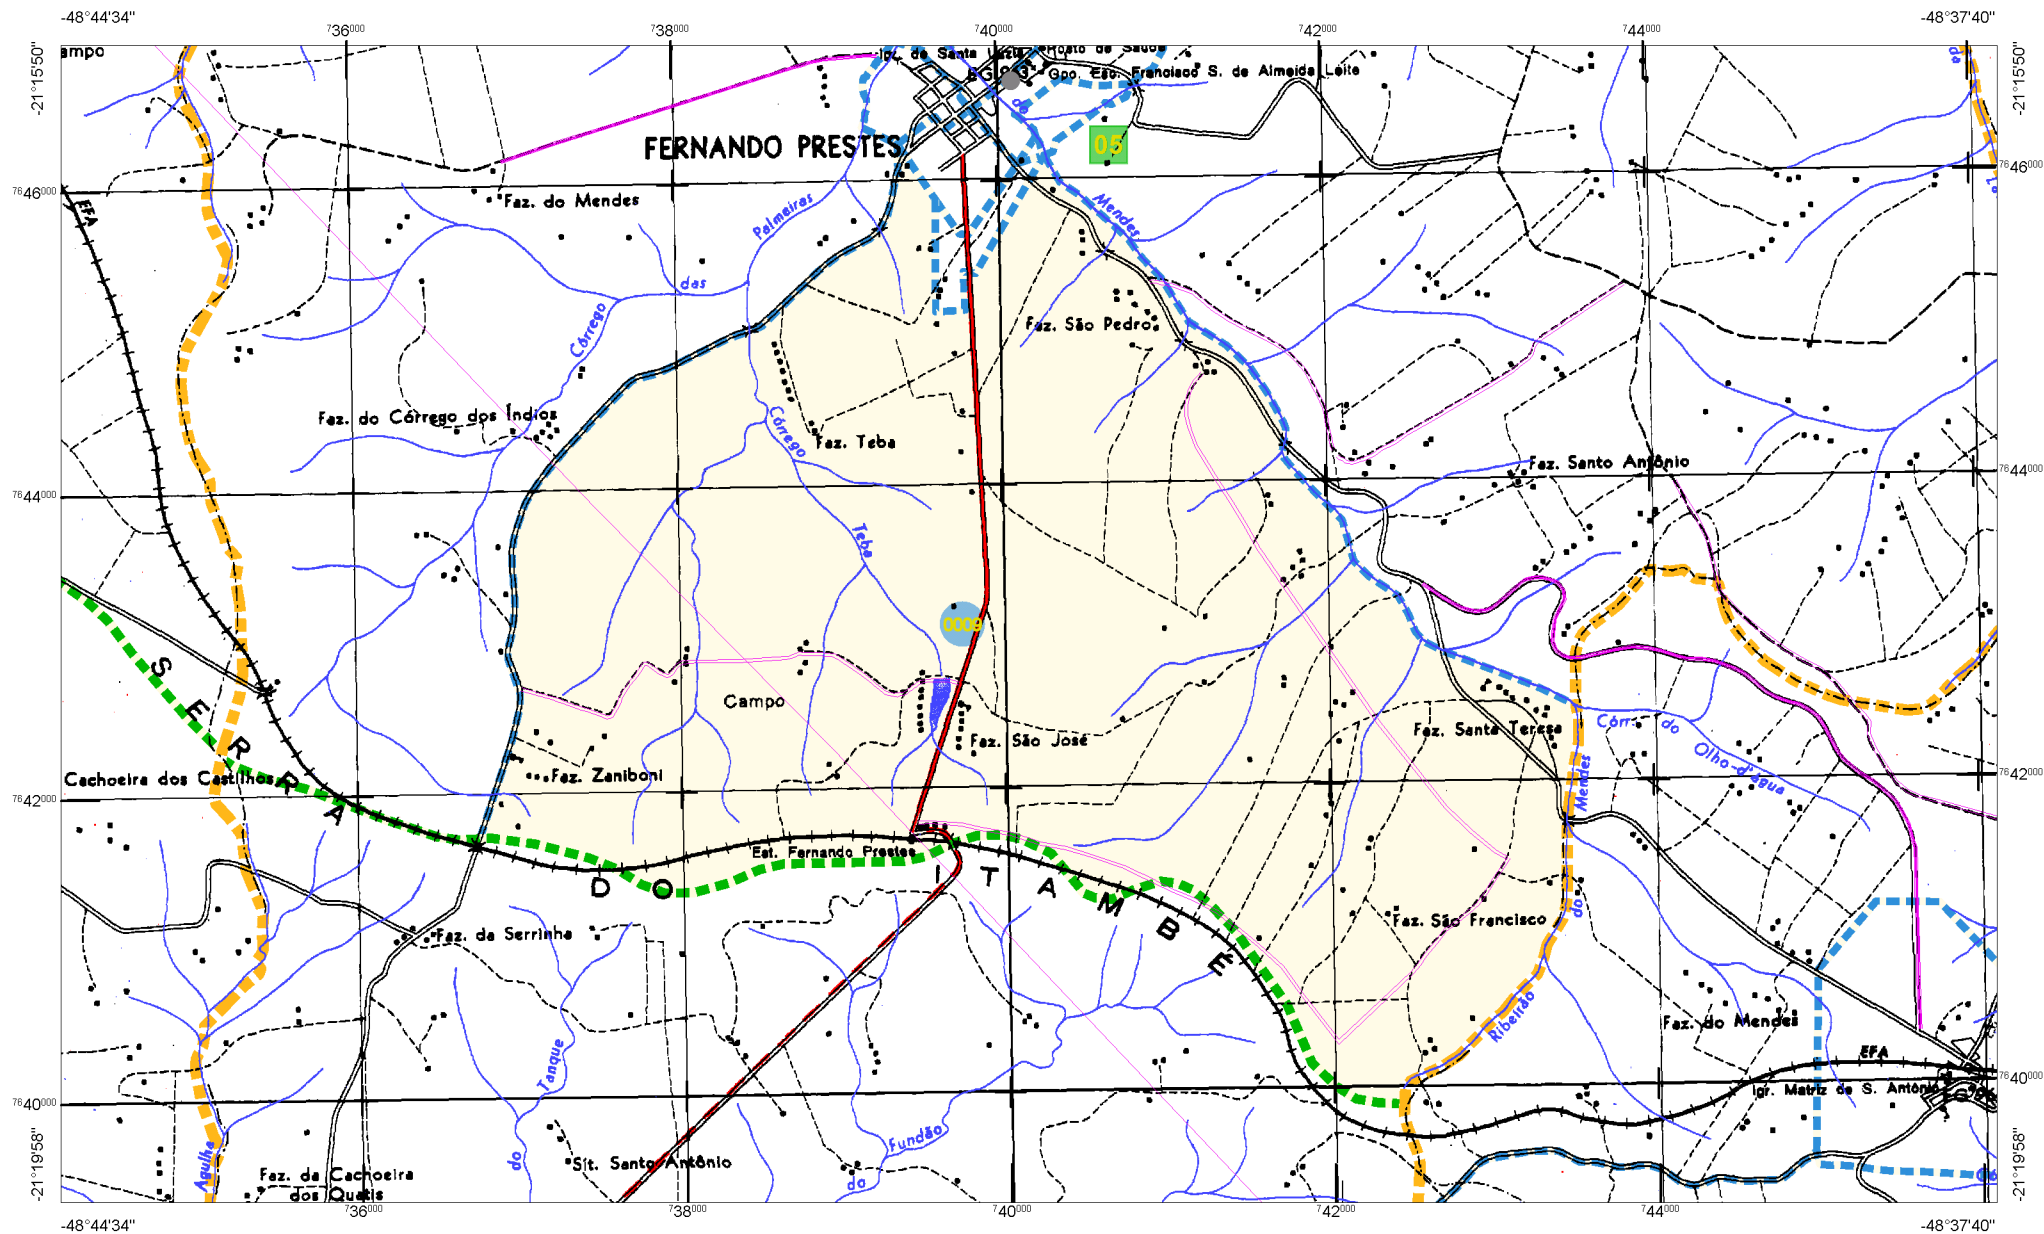 -48°44'34"
-48°37'40"
736000
738000
740000
742000
744000
-21°15'50"
-21°15'50"
ampo
Igr. de Santa Luzia
Posto de Saúde
Gpo. Esc. Francisco S. de Almeida Leite
do
do
05
FERNANDO PRESTES
7646000
7646000
EFA
Faz. do Mendes
Palmeiras
Mendes
das
Córrego
Faz. São Pedro
Faz. do Córrego dos Índios
Córrego
Faz. Teba
Faz. Santo Antônio
7644000
7644000
Teba
0009
SERRA
Campo
Faz. São José
Faz. Santa Teresa
Córr. do
Olho-d'água
Faz. Zaniboni
Cachoeira dos Castilhos
Mendes
7642000
7642000
Est. Fernando Prestes
DO
ITAMBÉ
do
Faz. São Francisco
Faz. da Serrinha
Ribeirão
Faz. do Mendes
EFA
Tanque
Igr. Matriz de S. Antônio
7640000
7640000
Fundão
Agulha
do
Sít. Santo Antônio
do
Faz. da Cachoeira
dos Quatis
-21°19'58"
-21°19'58"
736000
738000
740000
742000
744000
-48°44'34"
-48°37'40"